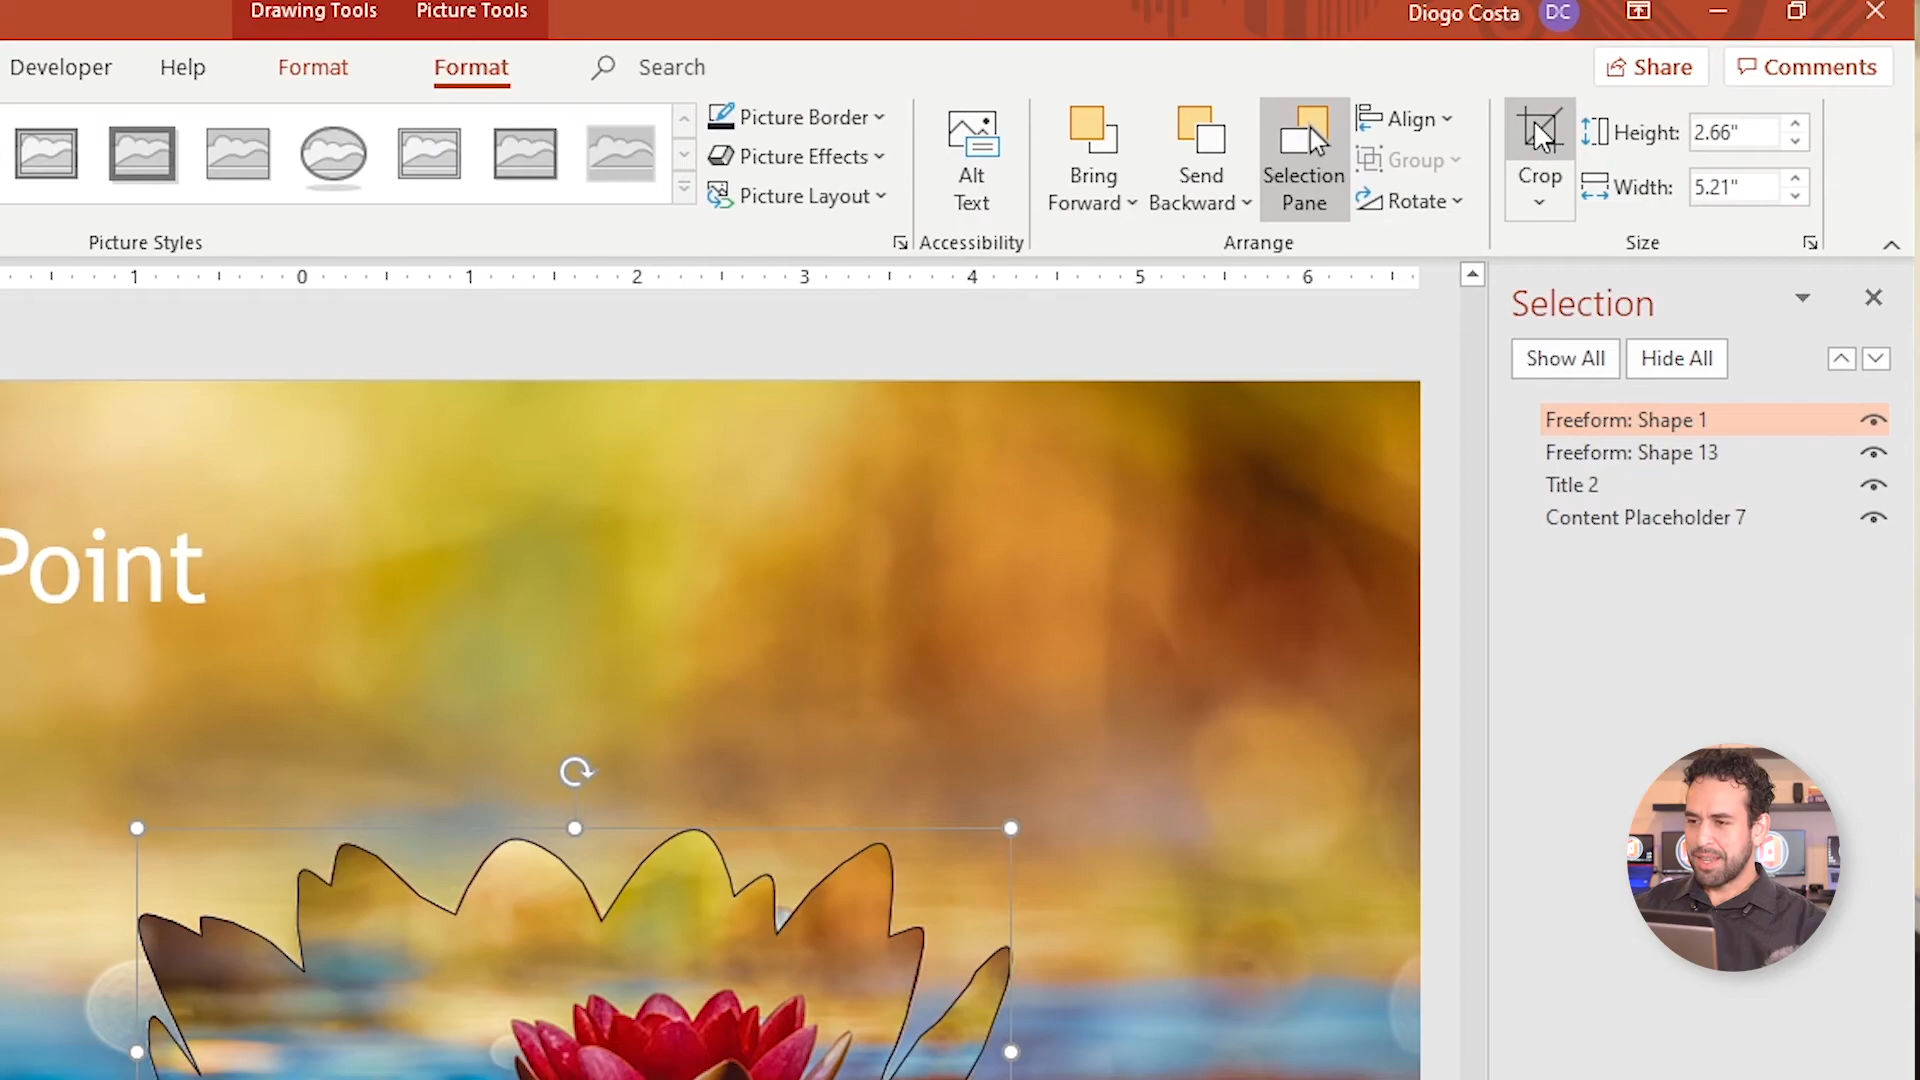 Drawing Tools Picture Tools Diogo Costa DC
Developer Help Format Format Search Share Comments
Picture Border
Picture Effects
Picture Layout
Picture Styles
Alt
Text
Accessibility
Bring
Forward
Send
Backward
Selection
Pane
Align
Group
Rotate
Arrange
Crop
Height: 2.66"
Width: 5.21"
Size
1 0 1 2 3 4 5 6
Selection
Show All Hide All
Freeform: Shape 1
Freeform: Shape 13
Title 2
Content Placeholder 7
Point